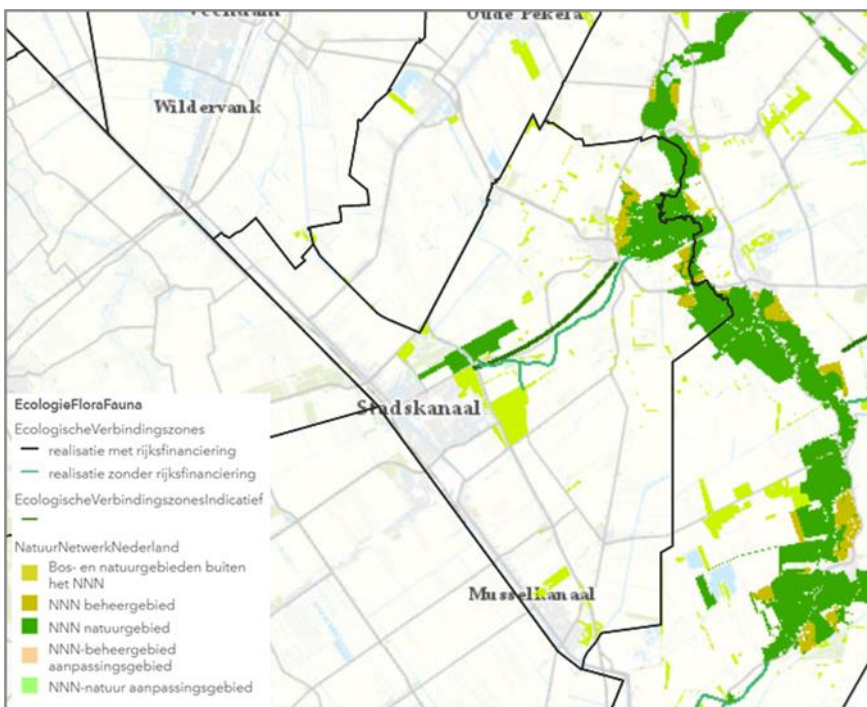 Veendam
Oude Pekela
Wildervank
Stadskanaal
Musselkanaal
EcologieFloraFauna
EcologischeVerbindingszones
realisatie met rijksfinanciering
realisatie zonder rijksfinanciering
EcologischeVerbindingszonesIndicatief
NatuurNetwerkNederland
Bos- en natuurgebieden buiten
het NNN
NNN beheergebied
NNN natuurgebied
NNN-beheergebied
aanpassingsgebied
NNN-natuur aanpassingsgebied